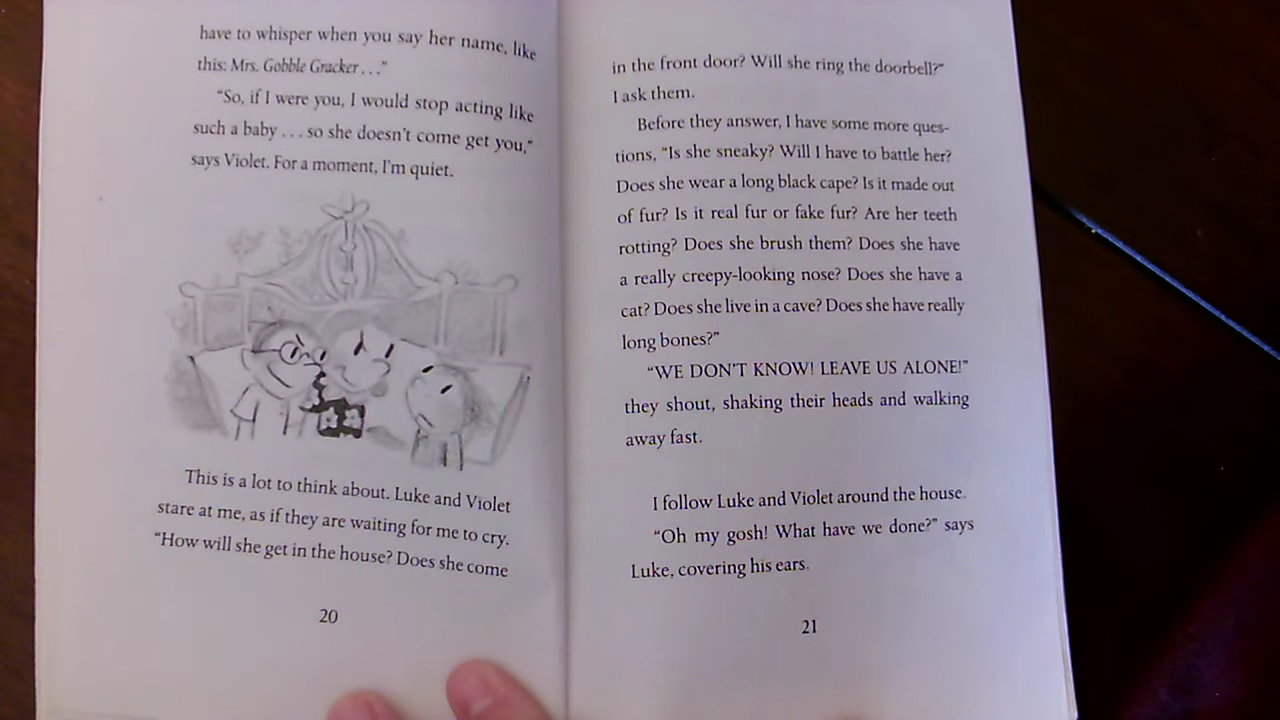 have to whisper when you say her name, like
this: Mrs. Gobble Gracker . . ."
"So, if I were you, I would stop acting like
such a baby . . . so she doesn't come get you,"
says Violet. For a moment, I'm quiet.
This is a lot to think about. Luke and Violet
stare at me, as if they are waiting for me to cry.
"How will she get in the house? Does she come
20
in the front door? Will she ring the doorbell?"
I ask them.
Before they answer, I have some more ques-
tions, "Is she sneaky? Will I have to battle her?
Does she wear a long black cape? Is it made out
of fur? Is it real fur or fake fur? Are her teeth
rotting? Does she brush them? Does she have
a really creepy-looking nose? Does she have a
cat? Does she live in a cave? Does she have really
long bones?"
"WE DON'T KNOW! LEAVE US ALONE!"
they shout, shaking their heads and walking
away fast.
I follow Luke and Violet around the house.
"Oh my gosh! What have we done?" says
Luke, covering his ears.
21